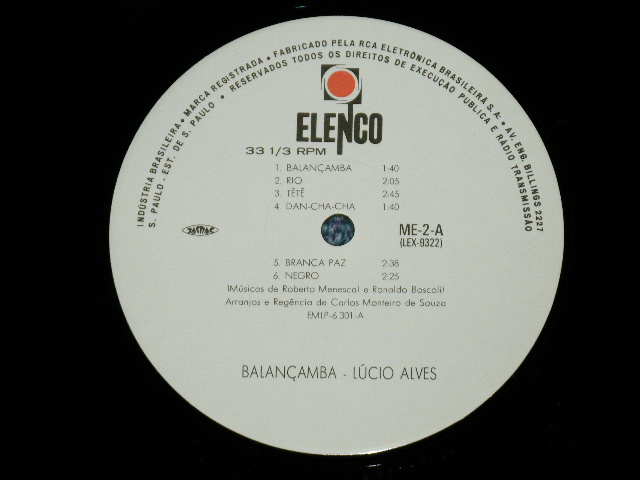 INDÚSTRIA BRASILEIRA • MARCA REGISTRADA • FABRICADO PELA RCA ELETRÔNICA BRASILEIRA S.A. • AV. ENG. BILLINGS 2227
S. PAULO - EST. DE S. PAULO • RESERVADOS TODOS OS DIREITOS DE EXECUÇÃO PUBLICA E RADIO TRANSMISSÃO
ELENCO
33 1/3 RPM
1. BALANÇAMBA 1:40
2. RIO 2:05
3. TÊTÊ 2:45
4. DAN-CHA-CHA 1:40
ME-2-A
(LEX-9322)
5. BRANCA PAZ 2:38
6. NEGRO 2:25
(Músicas de Roberto Menescal e Ronaldo Boscoli)
Arranjos e Regência de Carlos Monteiro de Souza
EMLP-6.301-A
BALANÇAMBA - LÚCIO ALVES